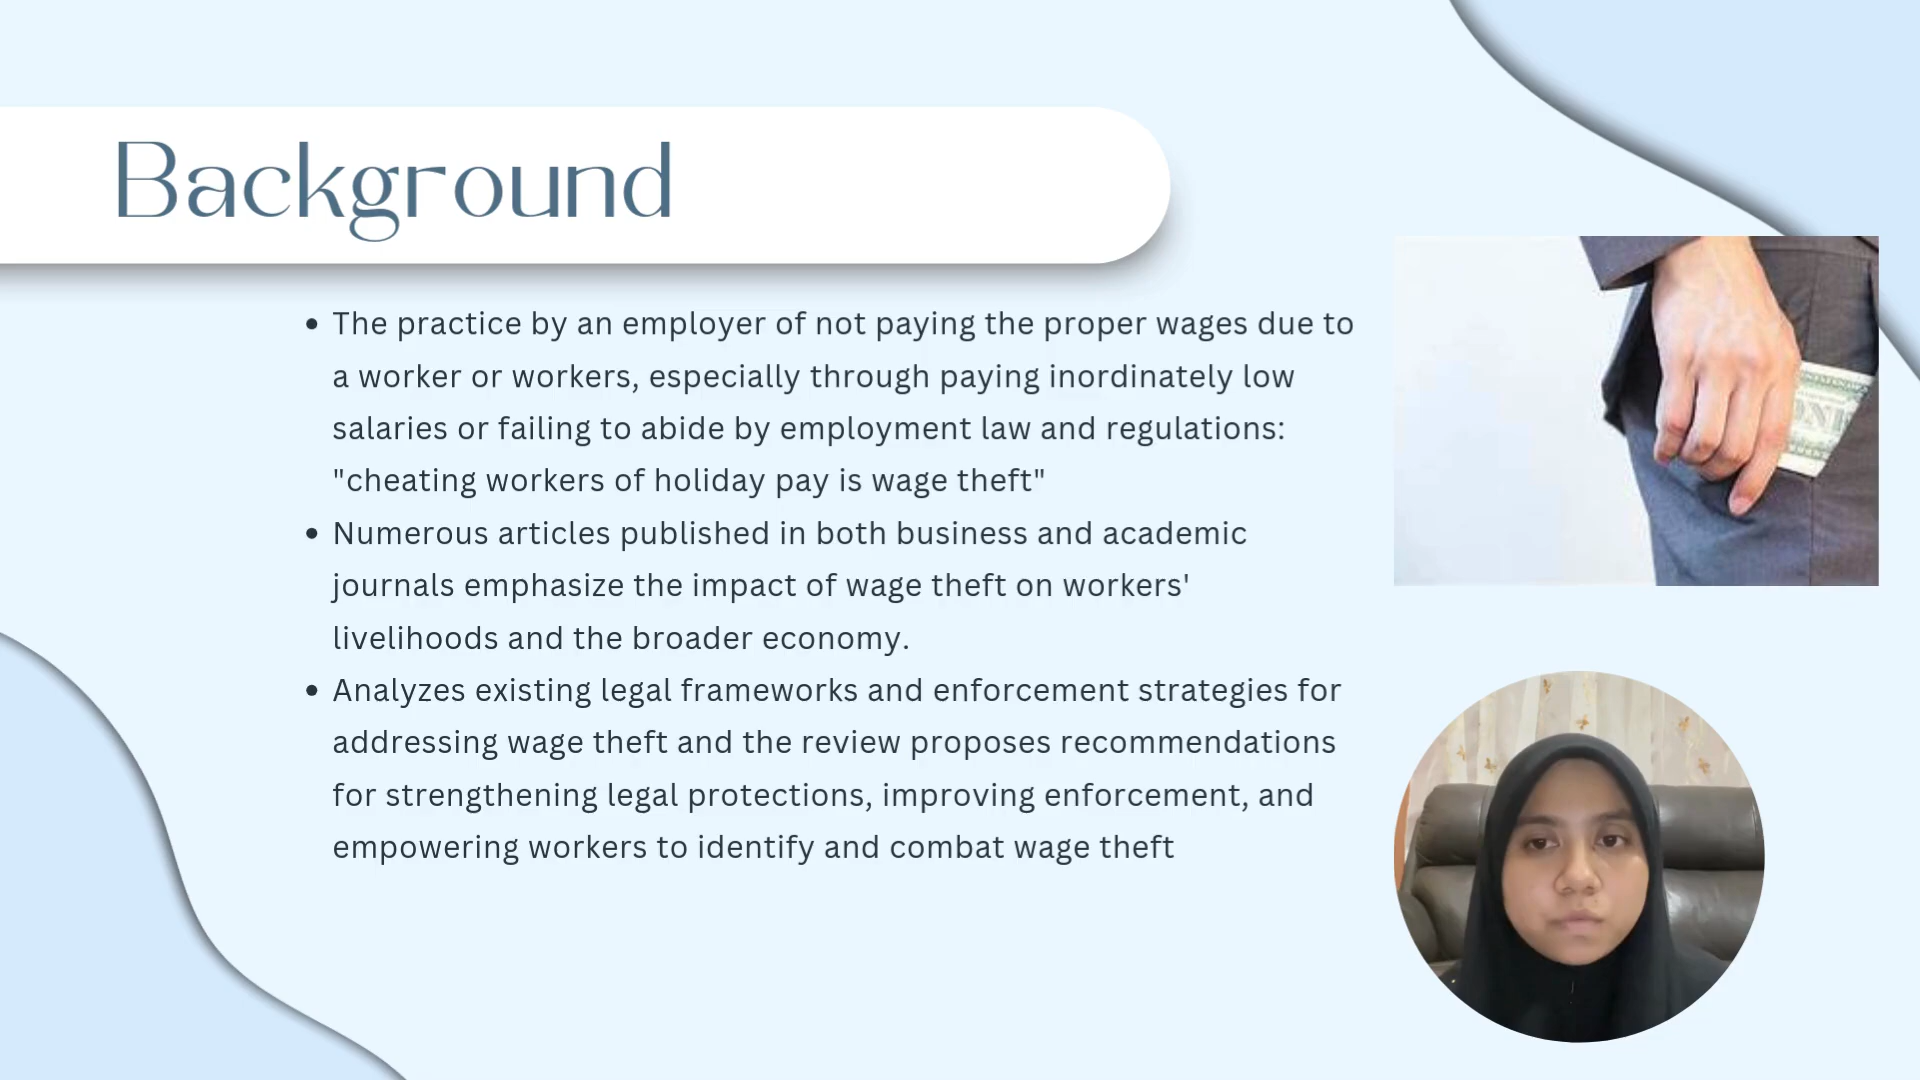 Background
• The practice by an employer of not paying the proper wages due to
a worker or workers, especially through paying inordinately low
salaries or failing to abide by employment law and regulations:
"cheating workers of holiday pay is wage theft"
• Numerous articles published in both business and academic
journals emphasize the impact of wage theft on workers'
livelihoods and the broader economy.
• Analyzes existing legal frameworks and enforcement strategies for
addressing wage theft and the review proposes recommendations
for strengthening legal protections, improving enforcement, and
empowering workers to identify and combat wage theft